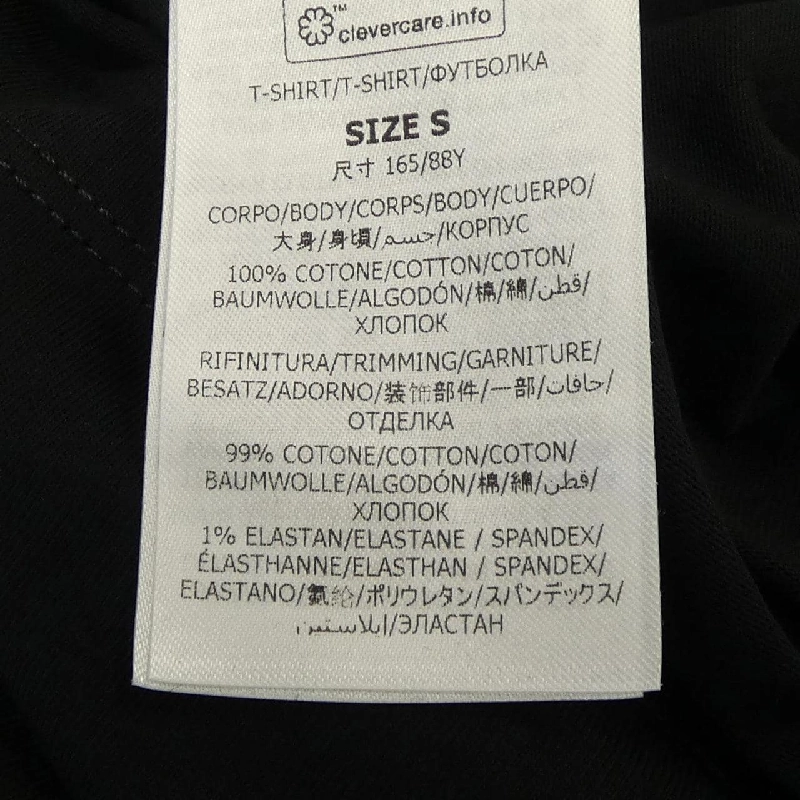 TM
clevercare.info
T-SHIRT/T-SHIRT/ФУТБОЛКА
SIZE S
尺寸 165/88Y
CORPO/BODY/CORPS/BODY/CUERPO/
大身/身頃/جسم/КОРПУС
100% COTONE/COTTON/COTON/
BAUMWOLLE/ALGODÓN/棉/綿/قطن/
ХЛОПОК
RIFINITURA/TRIMMING/GARNITURE/
BESATZ/ADORNO/装饰部件/一部/حافات/
ОТДЕЛКА
99% COTONE/COTTON/COTON/
BAUMWOLLE/ALGODÓN/棉/綿/قطن/
ХЛОПОК
1% ELASTAN/ELASTANE / SPANDEX/
ÉLASTHANNE/ELASTHAN / SPANDEX/
ELASTANO/氨纶/ポリウレタン/スパンデックス/
ايلاستين/ЭЛАСТАН